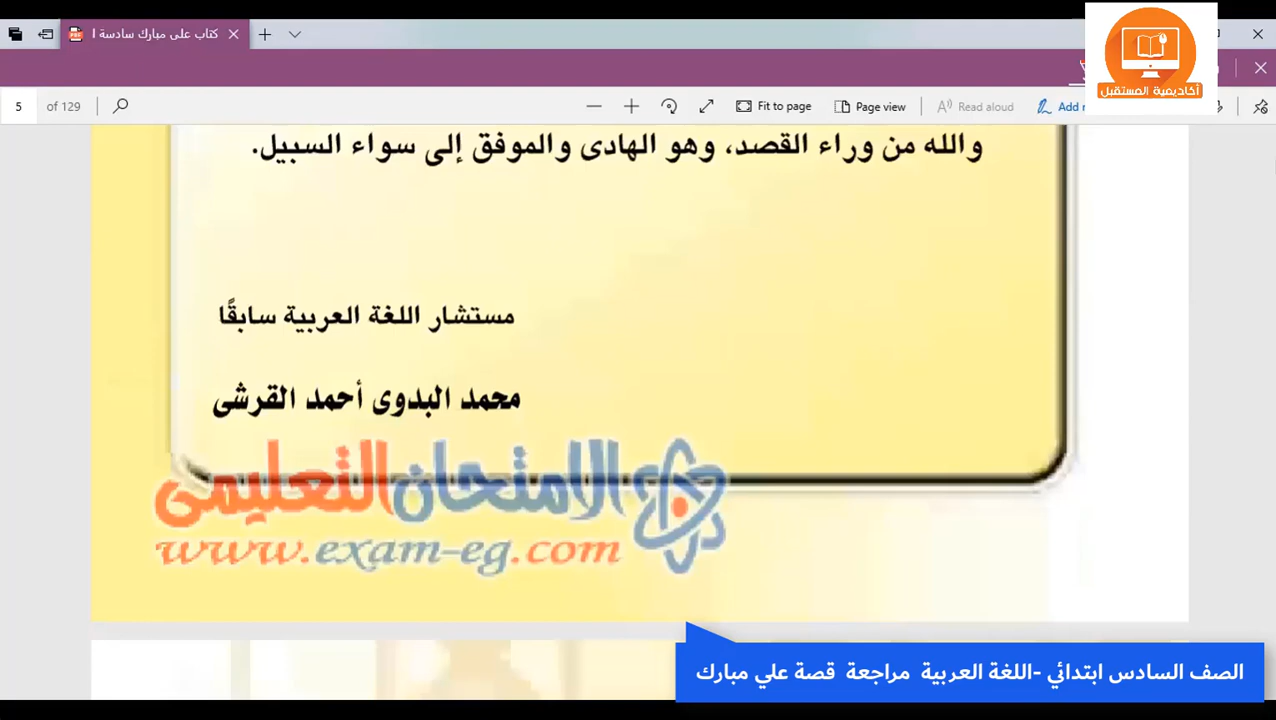 كتاب على مبارك سادسة ا
أكاديمية المستقبل
5 of 129
Fit to page
Page view
Read aloud
والله من وراء القصد، وهو الهادى والموفق إلى سواء السبيل.
مستشار اللغة العربية سابقًا
محمد البدوى أحمد القرشى
الامتحان التعليمى
www.exam-eg.com
الصف السادس ابتدائي -اللغة العربية مراجعة قصة علي مبارك